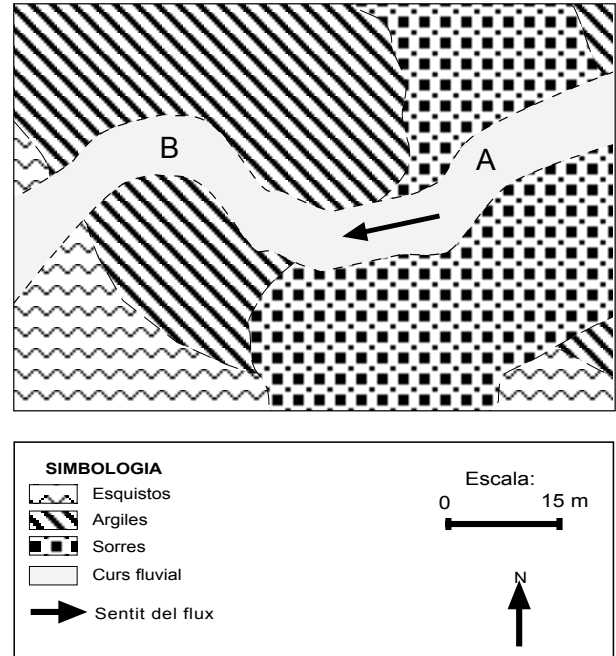 B
A
SIMBOLOGIA
Esquistos
Argiles
Sorres
Curs fluvial
Sentit del flux
Escala:
0 15 m
N